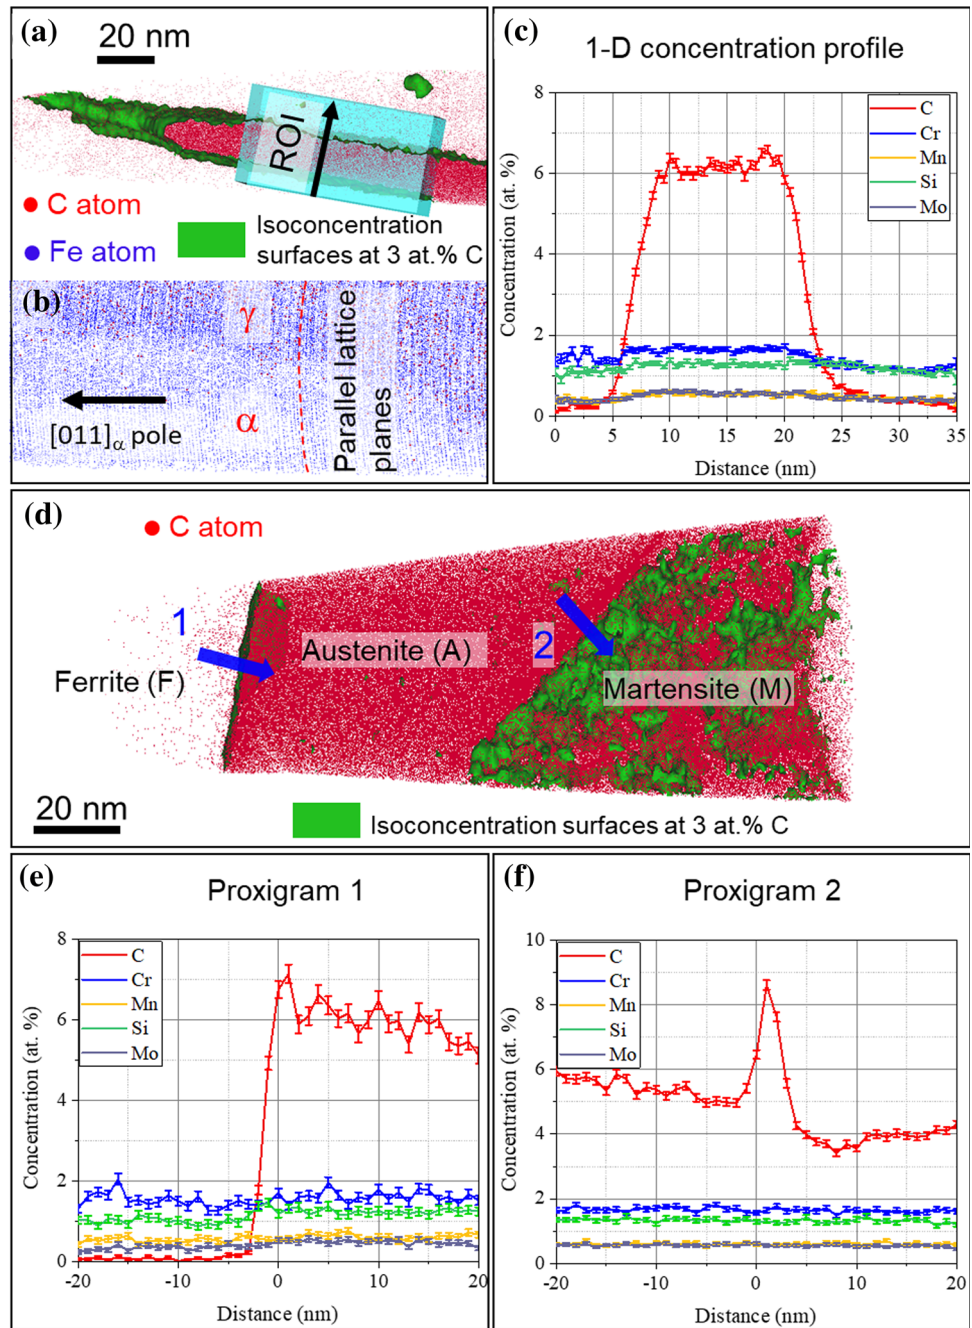 (a)
20 nm
ROI
C atom
Fe atom
Isoconcentration
surfaces at 3 at.% C
(b)
γ
α
[011]α pole
Parallel lattice
planes
(c)
1-D concentration profile
Concentration (at. %)
8
6
4
2
0
C
Cr
Mn
Si
Mo
0 5 10 15 20 25 30 35
Distance (nm)
(d)
C atom
1
2
Ferrite (F)
Austenite (A)
Martensite (M)
20 nm
Isoconcentration surfaces at 3 at.% C
(e)
Proxigram 1
Concentration (at. %)
8
6
4
2
0
C
Cr
Mn
Si
Mo
-20 -10 0 10 20
Distance (nm)
(f)
Proxigram 2
Concentration (at. %)
10
8
6
4
2
0
C
Cr
Mn
Si
Mo
-20 -10 0 10 20
Distance (nm)